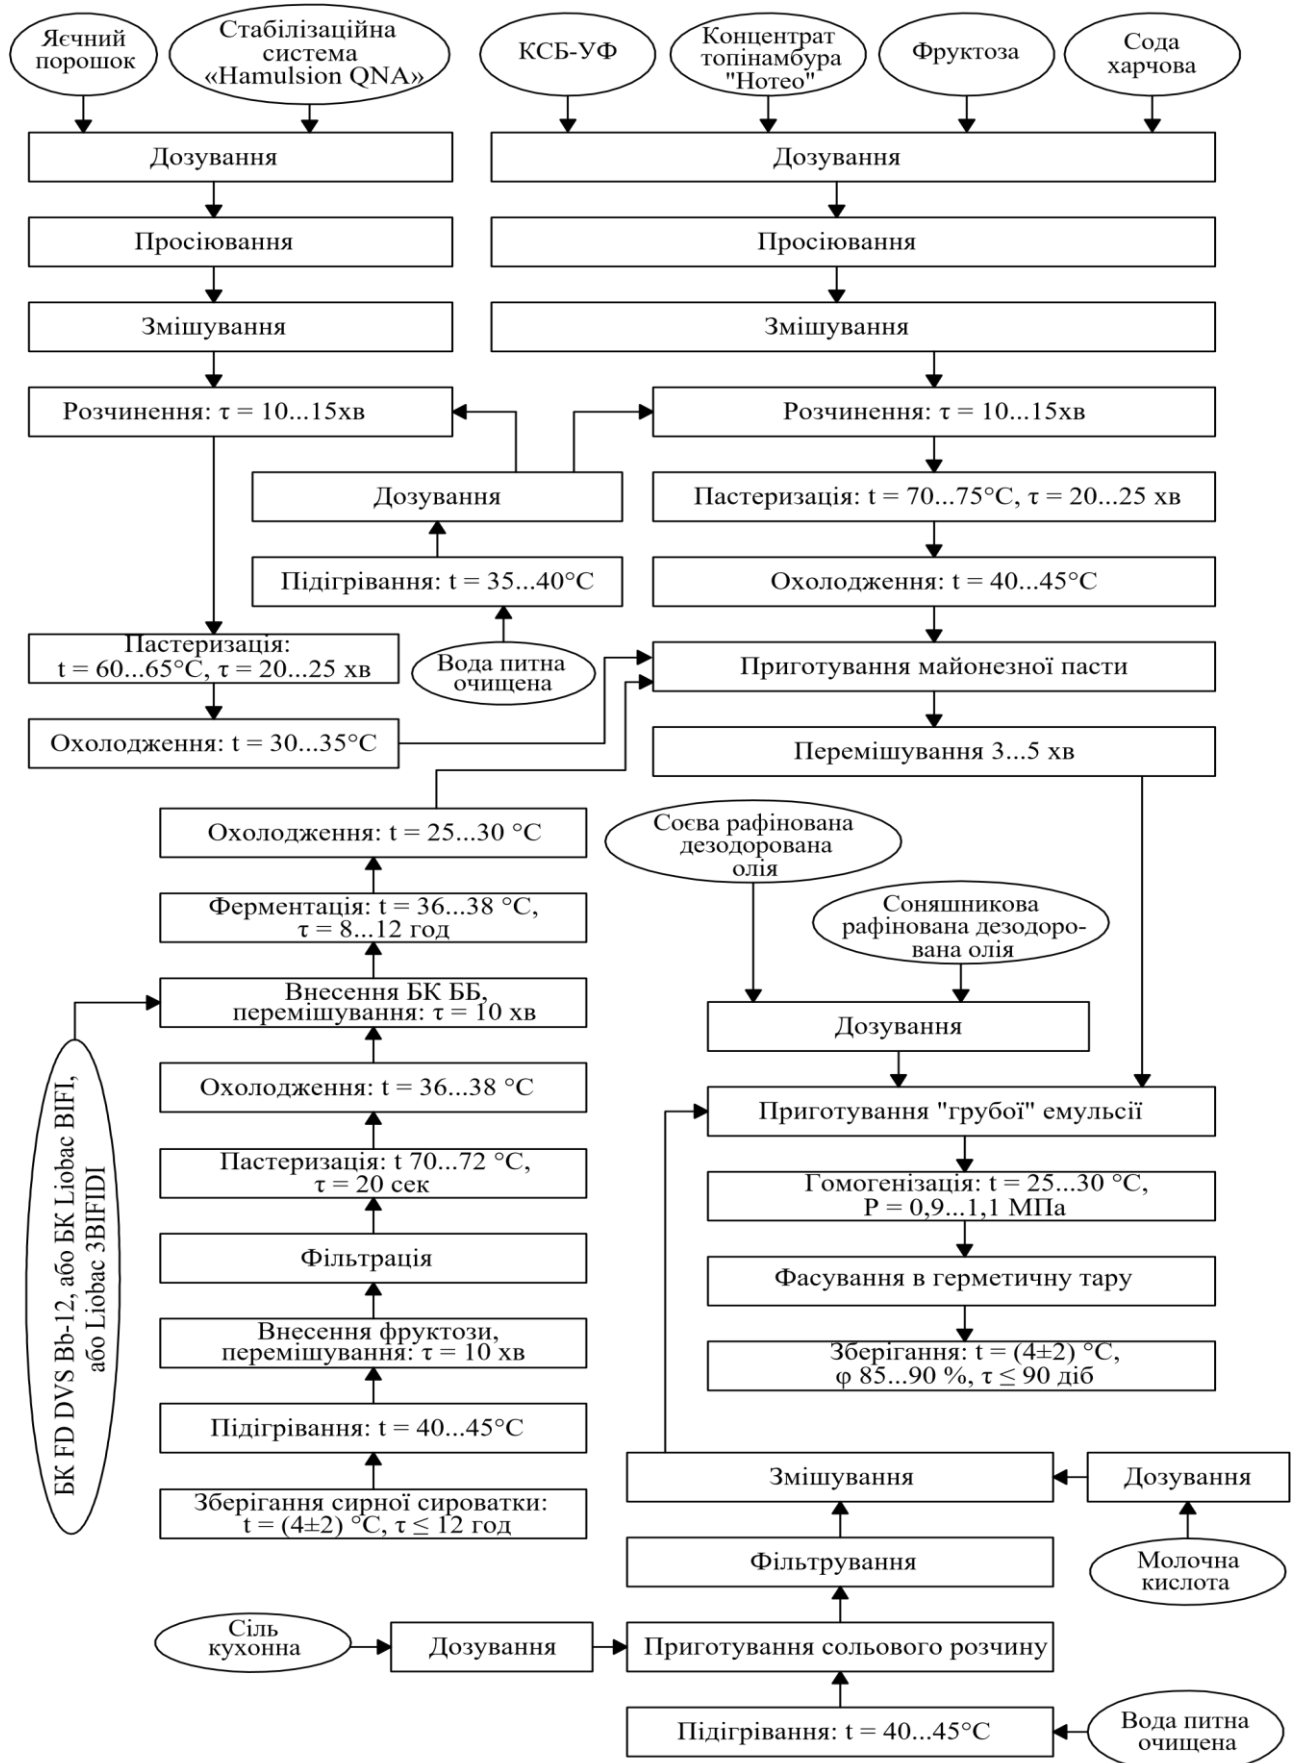 Яєчний
порошок
Стабілізаційна
система
«Hamulsion QNA»
КСБ-УФ
Концентрат
топінамбура
"Нотео"
Фруктоза
Сода
харчова
Дозування
Дозування
Просіювання
Просіювання
Змішування
Змішування
Розчинення: τ = 10...15хв
Розчинення: τ = 10...15хв
Дозування
Пастеризація: t = 70...75°С, τ = 20...25 хв
Підігрівання: t = 35...40°С
Охолодження: t = 40...45°С
Пастеризація:
t = 60...65°С, τ = 20...25 хв
Вода питна
очищена
Приготування майонезної пасти
Охолодження: t = 30...35°С
Перемішування 3...5 хв
Охолодження: t = 25...30 °С
Соєва рафінована
дезодорована
олія
Ферментація: t = 36...38 °С,
τ = 8...12 год
Соняшникова
рафінована дезодоро-
вана олія
Внесення БК ББ,
перемішування: τ = 10 хв
Дозування
БК FD DVS Bb-12, або БК Liobac BIFI,
або Liobac 3BIFIDI
Охолодження: t = 36...38 °С
Приготування "грубої" емульсії
Пастеризація: t 70...72 °С,
τ = 20 сек
Гомогенізація: t = 25...30 °С,
Р = 0,9...1,1 МПа
Фільтрація
Фасування в герметичну тару
Внесення фруктози,
перемішування: τ = 10 хв
Зберігання: t = (4±2) °С,
φ 85...90 %, τ ≤ 90 діб
Підігрівання: t = 40...45°С
Змішування
Дозування
Зберігання сирної сироватки:
t = (4±2) °С, τ ≤ 12 год
Фільтрування
Молочна
кислота
Сіль
кухонна
Дозування
Приготування сольового розчину
Підігрівання: t = 40...45°С
Вода питна
очищена